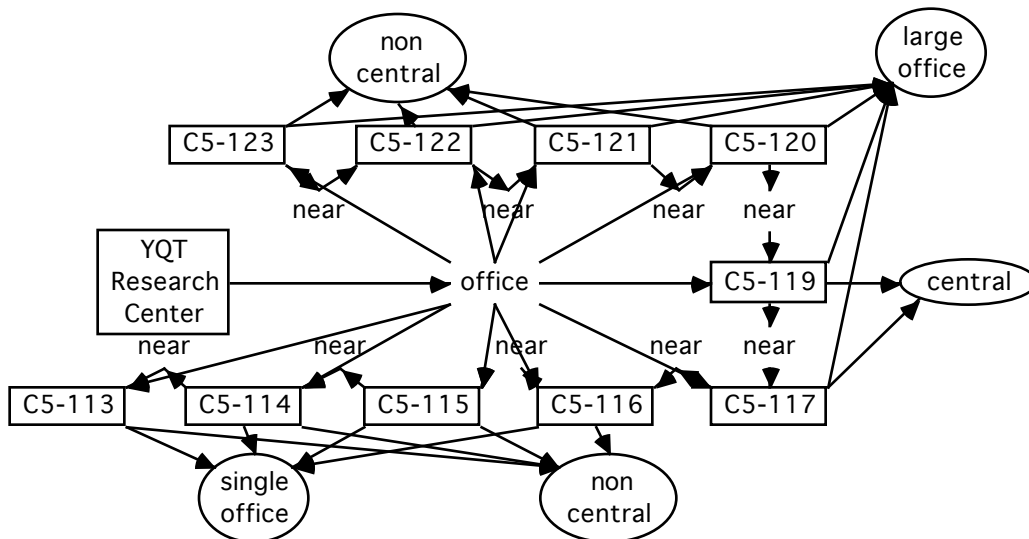 non
central
large
office
C5-123
C5-122
C5-121
C5-120
near
near
near
near
YQT
Research
Center
office
C5-119
central
near
near
near
near
near
C5-113
C5-114
C5-115
C5-116
C5-117
single
office
non
central